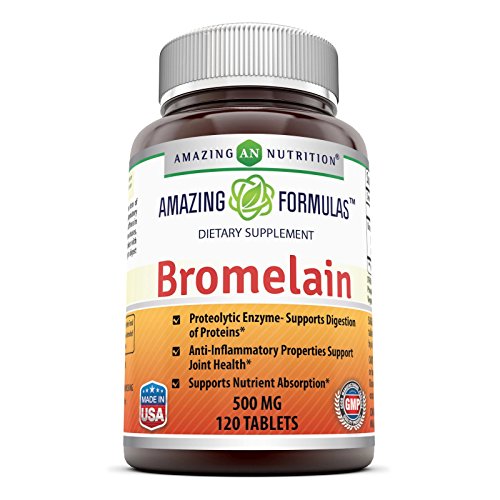 AMAZING AN NUTRITION®
AMAZING FORMULAS™
DIETARY SUPPLEMENT
Bromelain
Proteolytic Enzyme- Supports Digestion
of Proteins*
Anti-Inflammatory Properties Support
Joint Health*
Supports Nutrient Absorption*
500 MG
120 TABLETS
MADE IN
USA
GMP